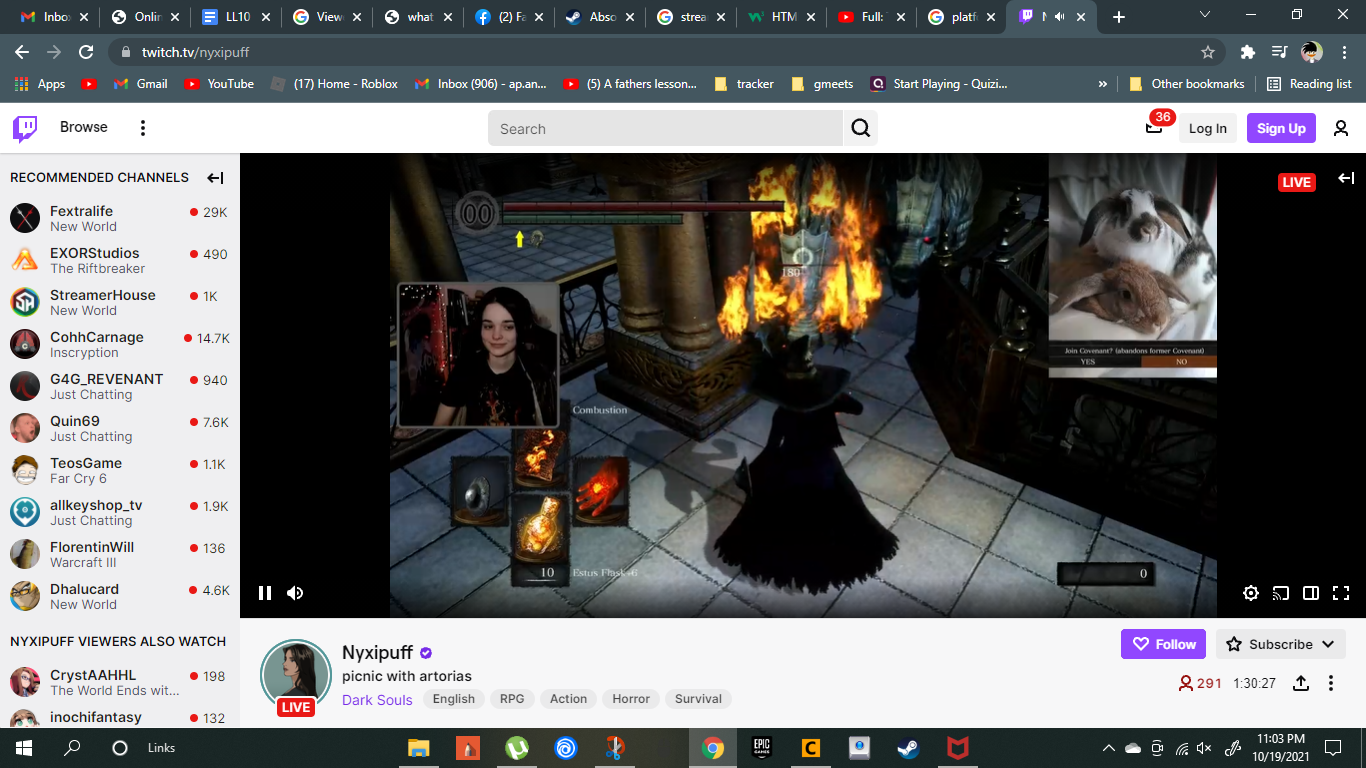 Inbox
Online
LL10
View
what
(2) Fa
Abso
strea
HTM
Full:
platf
twitch.tv/nyxipuff
Apps
Gmail
YouTube
(17) Home - Roblox
Inbox (906) - ap.an...
(5) A fathers lesson...
tracker
gmeets
Start Playing - Quizi...
»
Other bookmarks
Reading list
Browse
Search
36
Log In
Sign Up
RECOMMENDED CHANNELS
Fextralife
29K
New World
EXORStudios
490
The Riftbreaker
StreamerHouse
1K
New World
CohhCarnage
14.7K
Inscryption
G4G_REVENANT
940
Just Chatting
Quin69
7.6K
Just Chatting
TeosGame
1.1K
Far Cry 6
allkeyshop_tv
1.9K
Just Chatting
FlorentinWill
136
Warcraft III
Dhalucard
4.6K
New World
NYXIPUFF VIEWERS ALSO WATCH
CrystAAHHL
198
The World Ends wit...
inochifantasy
132
LIVE
00
189
Join Covenant? (abandons former Covenant)
YES NO
Combustion
10
Estus Flask+6
0
LIVE
Nyxipuff
picnic with artorias
Dark Souls
English
RPG
Action
Horror
Survival
Follow
Subscribe
291
1:30:27
Links
EPIC GAMES
C
11:03 PM
10/19/2021